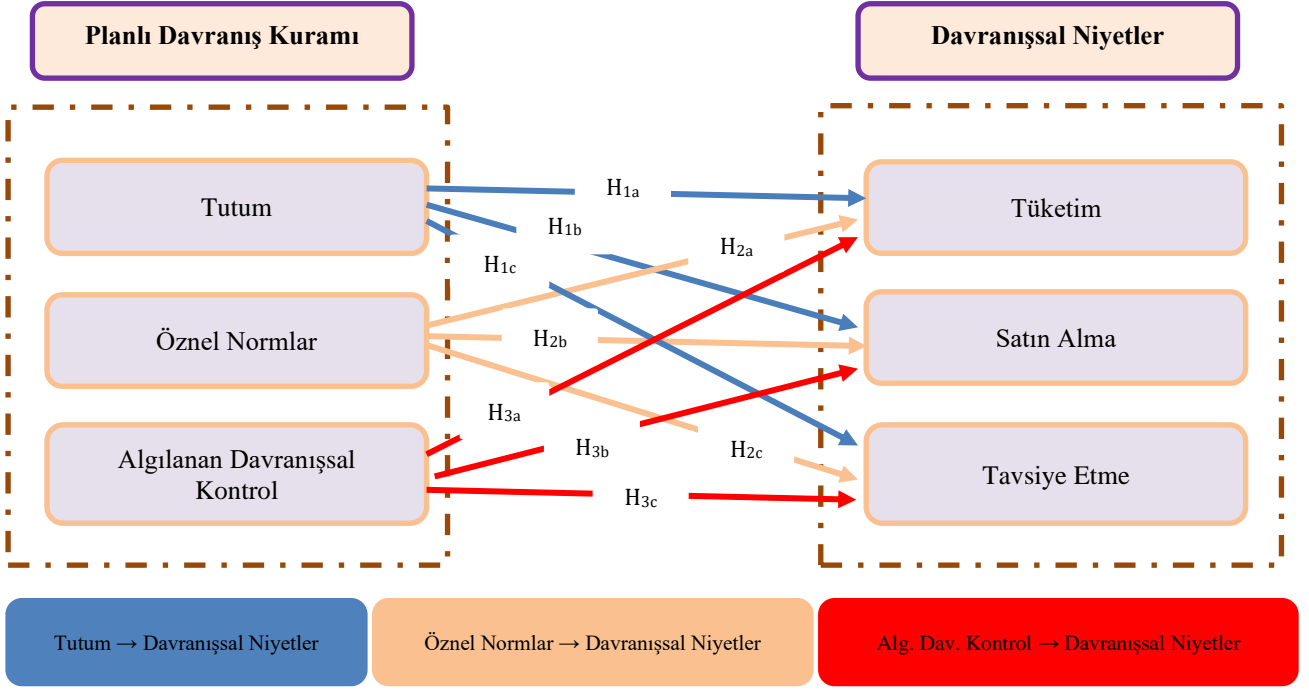 Planlı Davranış Kuramı
Davranışsal Niyetler
Tutum
Tüketim
H1a
H1b
H1c
H2a
Öznel Normlar
H2b
Satın Alma
H3a
H3b
H2c
Algılanan Davranışsal
Kontrol
Tavsiye Etme
H3c
Tutum → Davranışsal Niyetler
Öznel Normlar → Davranışsal Niyetler
Alg. Dav. Kontrol → Davranışsal Niyetler